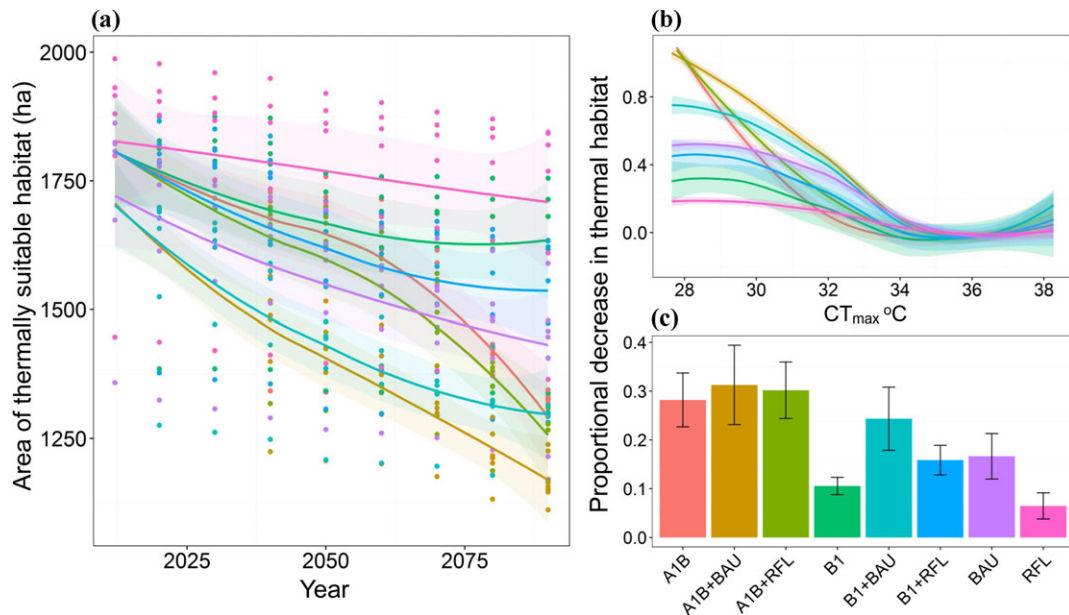 (a)
2000
1750
1500
1250
Area of thermally suitable habitat (ha)
2025 2050 2075
Year
(b)
0.8
0.4
0.0
28 30 32 34 36 38
CTmax oC
(c)
Proportional decrease in thermal habitat
0.4
0.3
0.2
0.1
0.0
A1B A1B+BAU A1B+RFL B1 B1+BAU B1+RFL BAU RFL